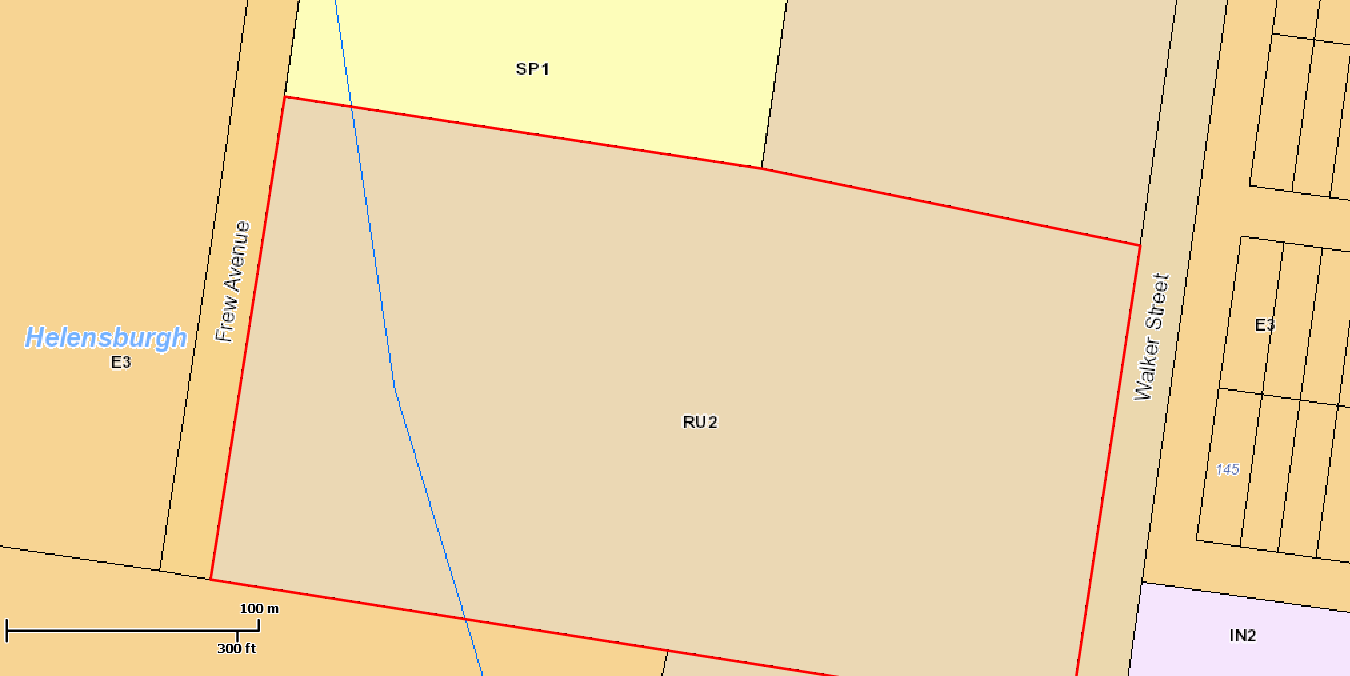 SP1
Frew Avenue
Walker Street
Helensburgh
E3
E3
RU2
145
100 m
300 ft
IN2